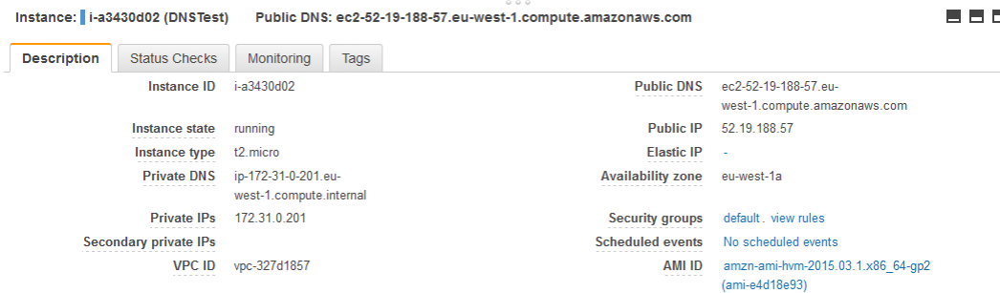 Instance: i-a3430d02 (DNSTest) Public DNS: ec2-52-19-188-57.eu-west-1.compute.amazonaws.com
Description Status Checks Monitoring Tags
Instance ID i-a3430d02
Public DNS ec2-52-19-188-57.eu-
west-1.compute.amazonaws.com
Instance state running
Public IP 52.19.188.57
Instance type t2.micro
Elastic IP -
Private DNS ip-172-31-0-201.eu-
west-1.compute.internal
Availability zone eu-west-1a
Private IPs 172.31.0.201
Security groups default . view rules
Secondary private IPs
Scheduled events No scheduled events
VPC ID vpc-327d1857
AMI ID amzn-ami-hvm-2015.03.1.x86_64-gp2
(ami-e4d18e93)